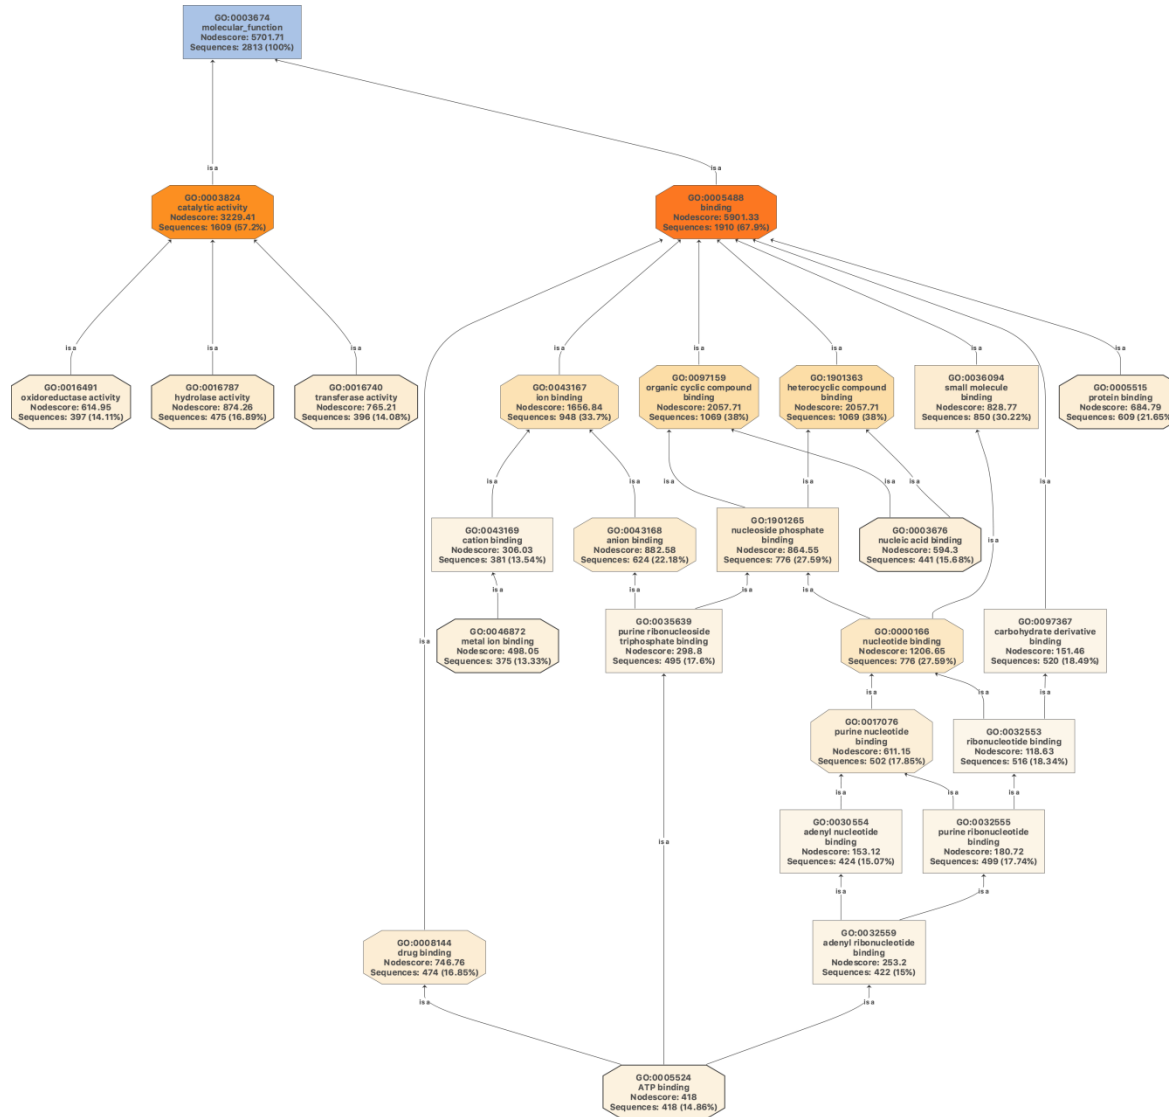 GO:0003674
molecular_function
Nodescore: 5701.71
Sequences: 2813 (100%)
is a
is a
GO:0003824
catalytic activity
Nodescore: 3229.41
Sequences: 1609 (57.2%)
GO:0005488
binding
Nodescore: 5901.33
Sequences: 1910 (67.9%)
is a
is a
is a
is a
is a
is a
is a
is a
GO:0016491
oxidoreductase activity
Nodescore: 614.95
Sequences: 397 (14.11%)
GO:0016787
hydrolase activity
Nodescore: 874.26
Sequences: 475 (16.89%)
GO:0016740
transferase activity
Nodescore: 765.21
Sequences: 396 (14.08%)
GO:0043167
ion binding
Nodescore: 1656.84
Sequences: 948 (33.7%)
GO:0097159
organic cyclic compound
binding
Nodescore: 2057.71
Sequences: 1069 (38%)
GO:1901363
heterocyclic compound
binding
Nodescore: 2057.71
Sequences: 1069 (38%)
GO:0036094
small molecule
binding
Nodescore: 828.77
Sequences: 850 (30.22%)
GO:0005515
protein binding
Nodescore: 684.79
Sequences: 609 (21.65%)
is a
is a
is a
is a
is a
is a
is a
GO:0043169
cation binding
Nodescore: 306.03
Sequences: 381 (13.54%)
GO:0043168
anion binding
Nodescore: 882.58
Sequences: 624 (22.18%)
GO:1901265
nucleoside phosphate
binding
Nodescore: 864.55
Sequences: 776 (27.59%)
GO:0003676
nucleic acid binding
Nodescore: 594.3
Sequences: 441 (15.68%)
is a
is a
is a
is a
is a
is a
GO:0046872
metal ion binding
Nodescore: 498.05
Sequences: 375 (13.33%)
GO:0035639
purine ribonucleoside
triphosphate binding
Nodescore: 298.8
Sequences: 495 (17.6%)
GO:0000166
nucleotide binding
Nodescore: 1206.65
Sequences: 776 (27.59%)
GO:0097367
carbohydrate derivative
binding
Nodescore: 151.46
Sequences: 520 (18.49%)
is a
is a
is a
GO:0017076
purine nucleotide
binding
Nodescore: 611.15
Sequences: 502 (17.85%)
GO:0032553
ribonucleotide binding
Nodescore: 118.63
Sequences: 516 (18.34%)
is a
is a
is a
GO:0030554
adenyl nucleotide
binding
Nodescore: 153.12
Sequences: 424 (15.07%)
GO:0032555
purine ribonucleotide
binding
Nodescore: 180.72
Sequences: 499 (17.74%)
is a
is a
is a
GO:0008144
drug binding
Nodescore: 746.76
Sequences: 474 (16.85%)
GO:0032559
adenyl ribonucleotide
binding
Nodescore: 253.2
Sequences: 422 (15%)
is a
is a
GO:0005524
ATP binding
Nodescore: 418
Sequences: 418 (14.86%)